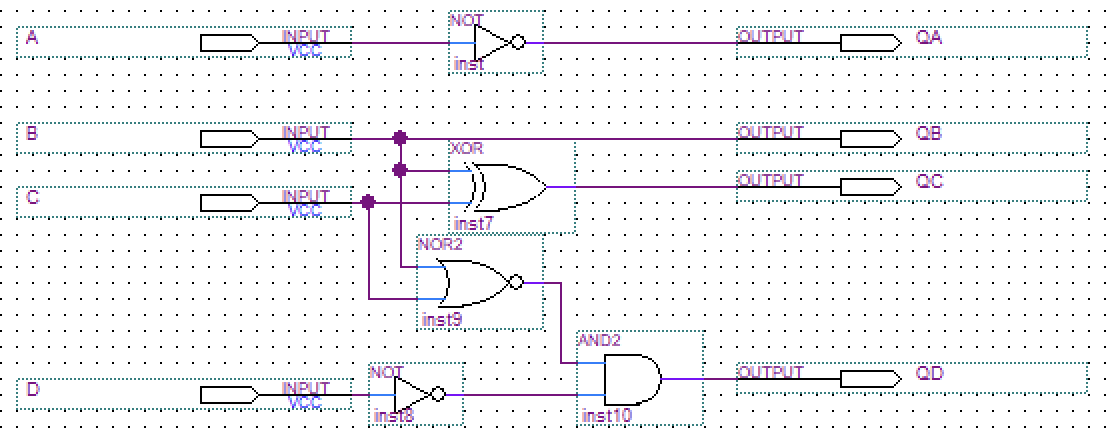 NOT
A INPUT VCC OUTPUT QA
inst
B INPUT VCC OUTPUT QB
XOR
OUTPUT QC
C INPUT VCC
inst7
NOR2
inst9
AND2
NOT OUTPUT QD
D INPUT VCC
inst8 inst10